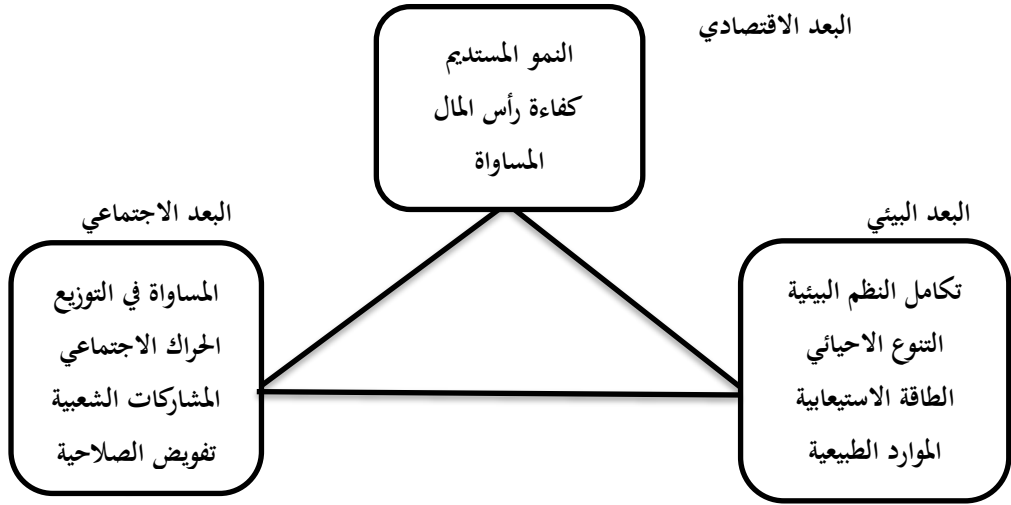 البعد الاقتصادي
النمو المستديم
كفاءة رأس المال
المساواة
البعد البيئي
تكامل النظم البيئية
التنوع الاحيائي
الطاقة الاستيعابية
الموارد الطبيعية
البعد الاجتماعي
المساواة في التوزيع
الحراك الاجتماعي
المشاركات الشعبية
تفويض الصلاحية